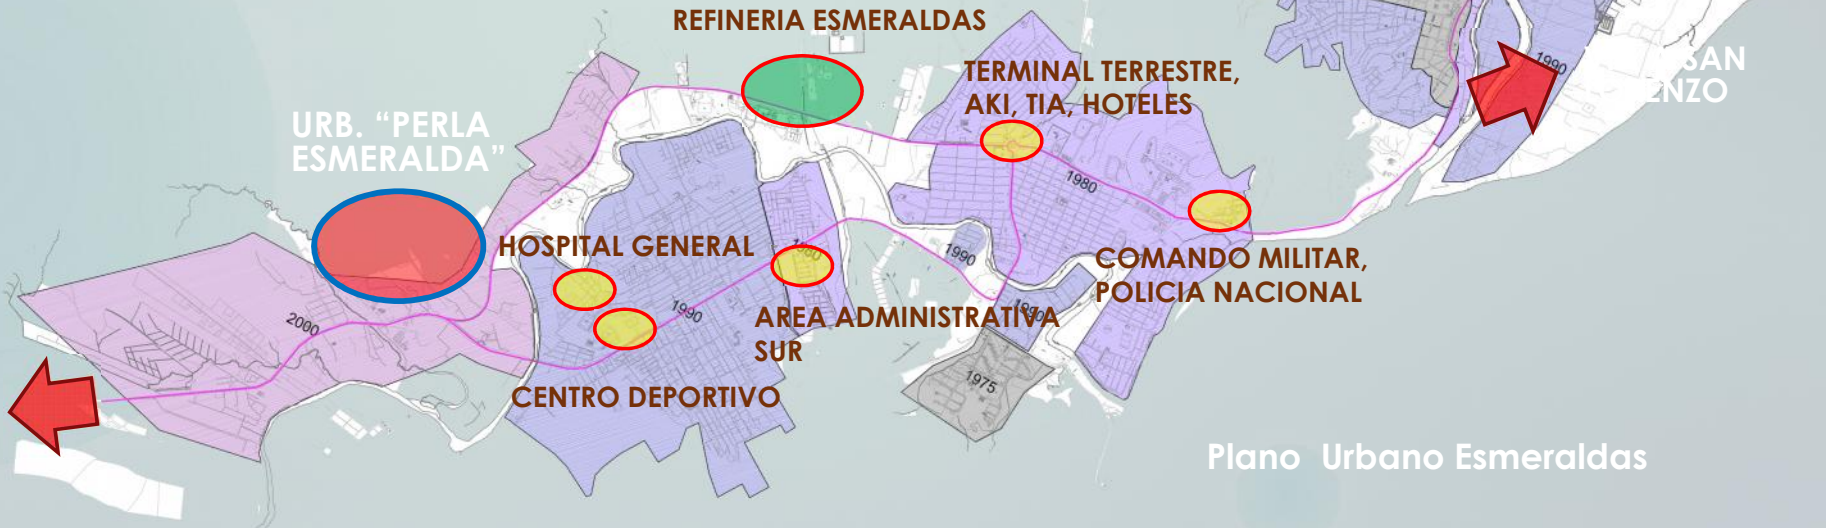 REFINERIA ESMERALDAS
TERMINAL TERRESTRE,
AKI, TIA, HOTELES
SAN
1990
URB. “PERLA
ESMERALDA”
1980
HOSPITAL GENERAL
1990
COMANDO MILITAR,
POLICIA NACIONAL
2000
1990
AREA ADMINISTRATIVA
SUR
1975
CENTRO DEPORTIVO
Plano Urbano Esmeraldas